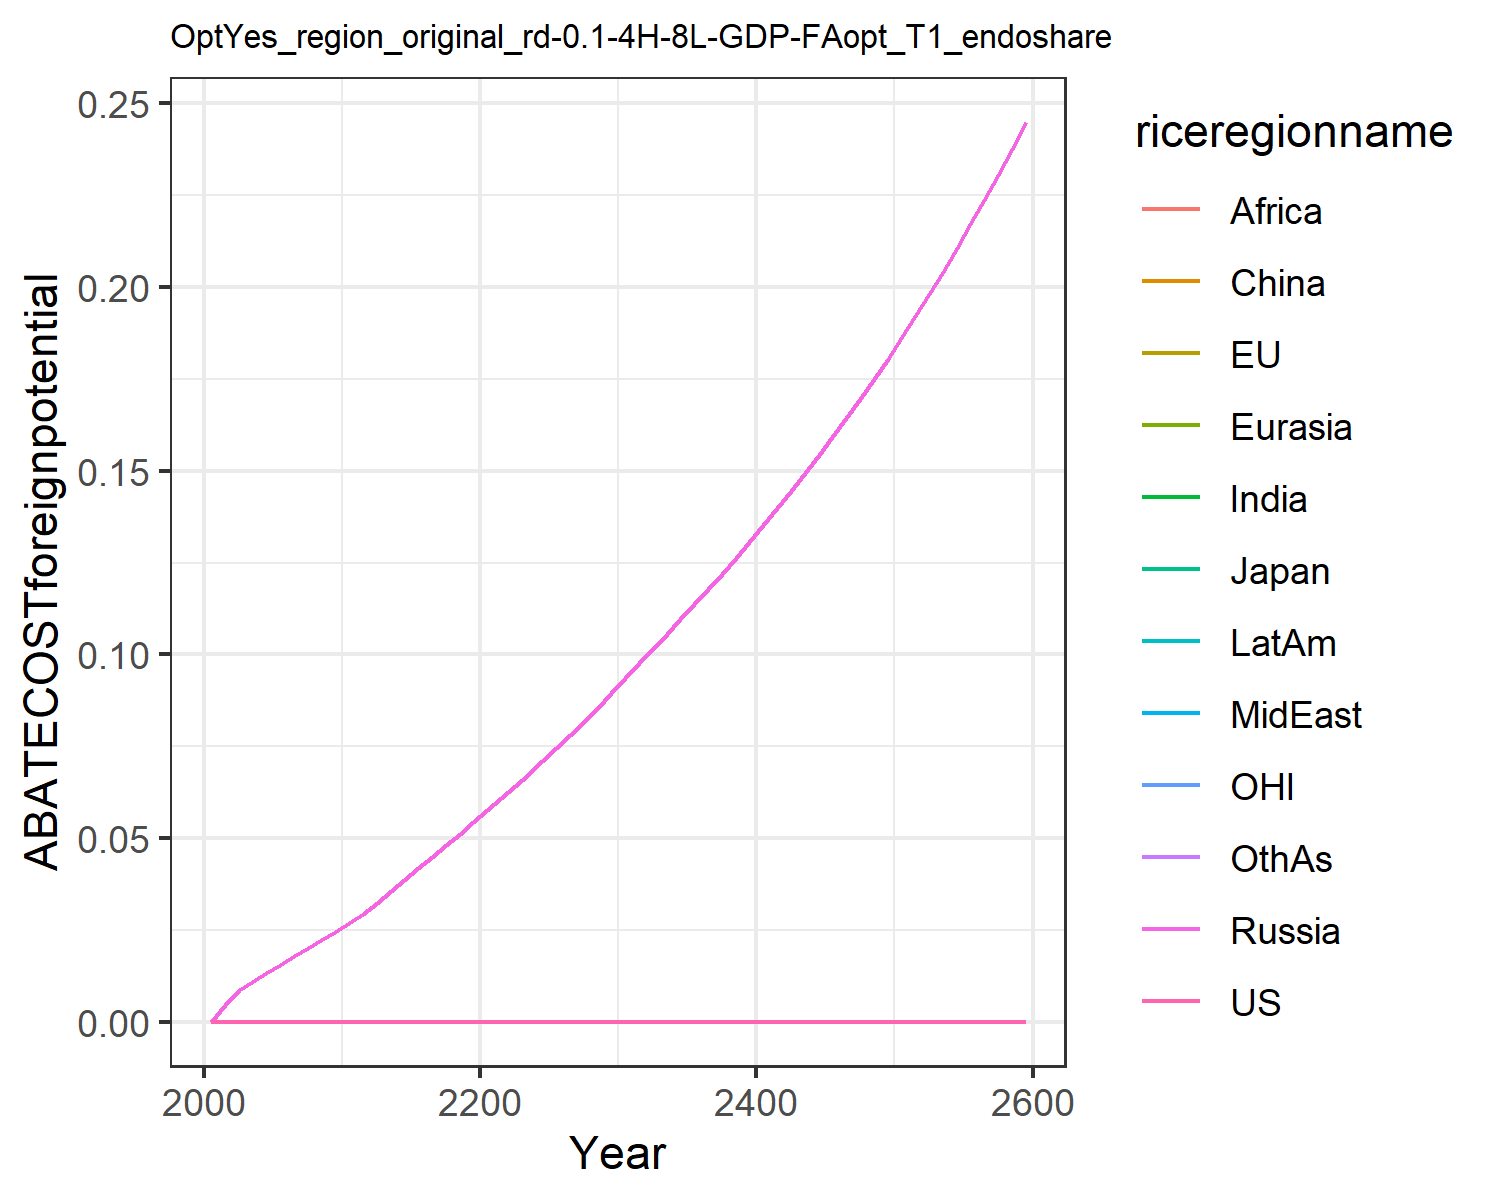 OptYes_region_original_rd-0.1-4H-8L-GDP-FAopt_T1_endoshare
ABATECOSTforeignpotential
0.25
0.20
0.15
0.10
0.05
0.00
2000
2200
2400
2600
Year
riceregionname
Africa
China
EU
Eurasia
India
Japan
LatAm
MidEast
OHI
OthAs
Russia
US